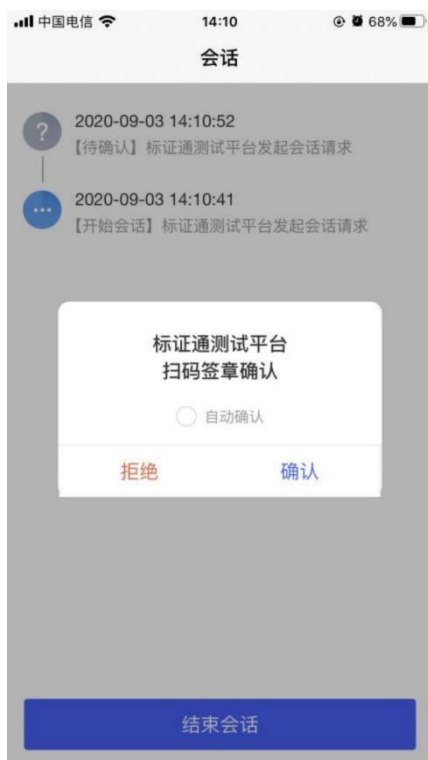 中国电信 14:10 68%
会话
? 2020-09-03 14:10:52
【待确认】标证通测试平台发起会话请求
2020-09-03 14:10:41
【开始会话】标证通测试平台发起会话请求
标证通测试平台
扫码签章确认
自动确认
拒绝 确认
结束会话